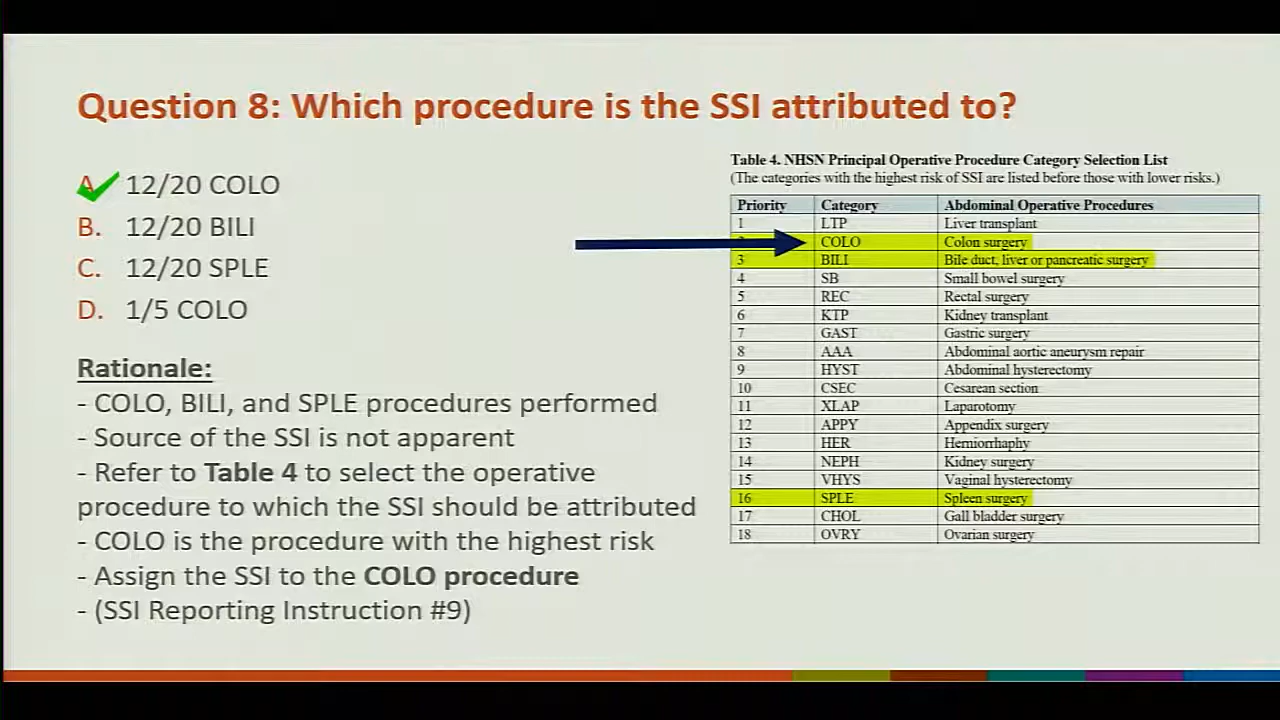 Question 8: Which procedure is the SSI attributed to?
A. 12/20 COLO
B. 12/20 BILI
C. 12/20 SPLE
D. 1/5 COLO
Rationale:
- COLO, BILI, and SPLE procedures performed
- Source of the SSI is not apparent
- Refer to Table 4 to select the operative
procedure to which the SSI should be attributed
- COLO is the procedure with the highest risk
- Assign the SSI to the COLO procedure
- (SSI Reporting Instruction #9)
Table 4. NHSN Principal Operative Procedure Category Selection List
(The categories with the highest risk of SSI are listed before those with lower risks.)
Priority Category Abdominal Operative Procedures
1 LTP Liver transplant
2 COLO Colon surgery
3 BILI Bile duct, liver or pancreatic surgery
4 SB Small bowel surgery
5 REC Rectal surgery
6 KTP Kidney transplant
7 GAST Gastric surgery
8 AAA Abdominal aortic aneurysm repair
9 HYST Abdominal hysterectomy
10 CSEC Cesarean section
11 XLAP Laparotomy
12 APPY Appendix surgery
13 HER Herniorrhaphy
14 NEPH Kidney surgery
15 VHYS Vaginal hysterectomy
16 SPLE Spleen surgery
17 CHOL Gall bladder surgery
18 OVRY Ovarian surgery